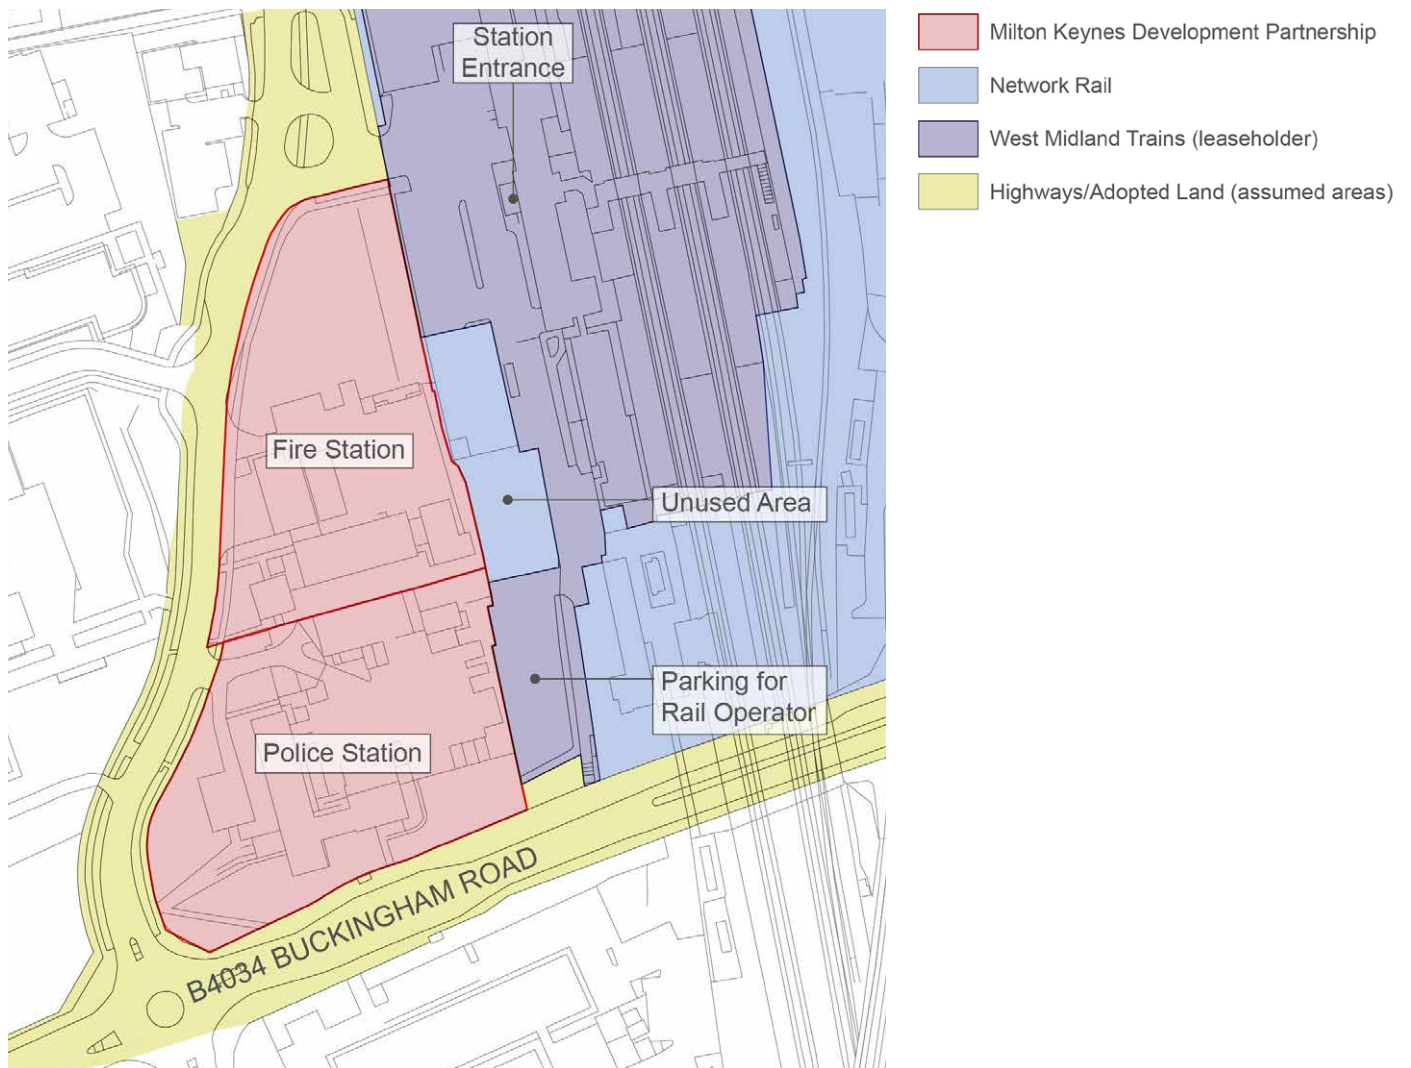 Station
Entrance
Fire Station
Unused Area
Parking for
Rail Operator
Police Station
B4034 BUCKINGHAM ROAD
Milton Keynes Development Partnership
Network Rail
West Midland Trains (leaseholder)
Highways/Adopted Land (assumed areas)